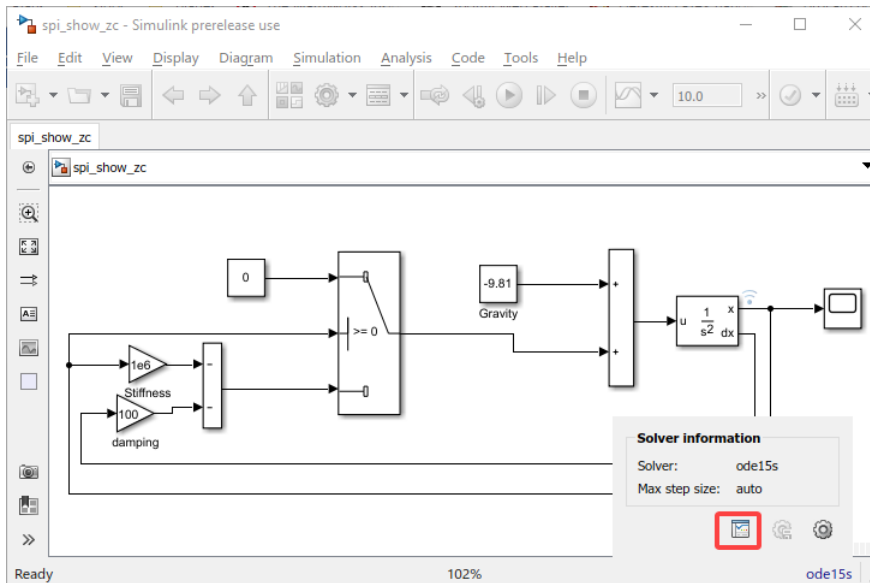 spi_show_zc - Simulink prerelease use
File Edit View Display Diagram Simulation Analysis Code Tools Help
10.0 »
spi_show_zc
spi_show_zc
0
-9.81
Gravity
+
+
>= 0
u 1 s² x dx
1e6
Stiffness
-
-
100
damping
Solver information
Solver: ode15s
Max step size: auto
Ready 102% ode15s